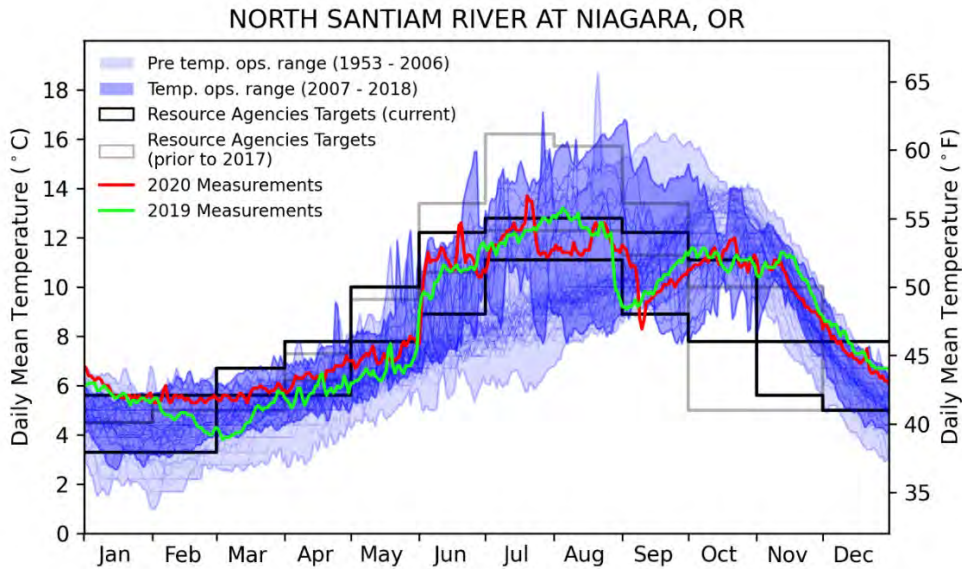 NORTH SANTIAM RIVER AT NIAGARA, OR
Pre temp. ops. range (1953 - 2006)
Temp. ops. range (2007 - 2018)
Resource Agencies Targets (current)
Resource Agencies Targets
(prior to 2017)
2020 Measurements
2019 Measurements
Daily Mean Temperature (°C)
18
16
14
12
10
8
6
4
2
0
Daily Mean Temperature (°F)
65
60
55
50
45
40
35
Jan Feb Mar Apr May Jun Jul Aug Sep Oct Nov Dec